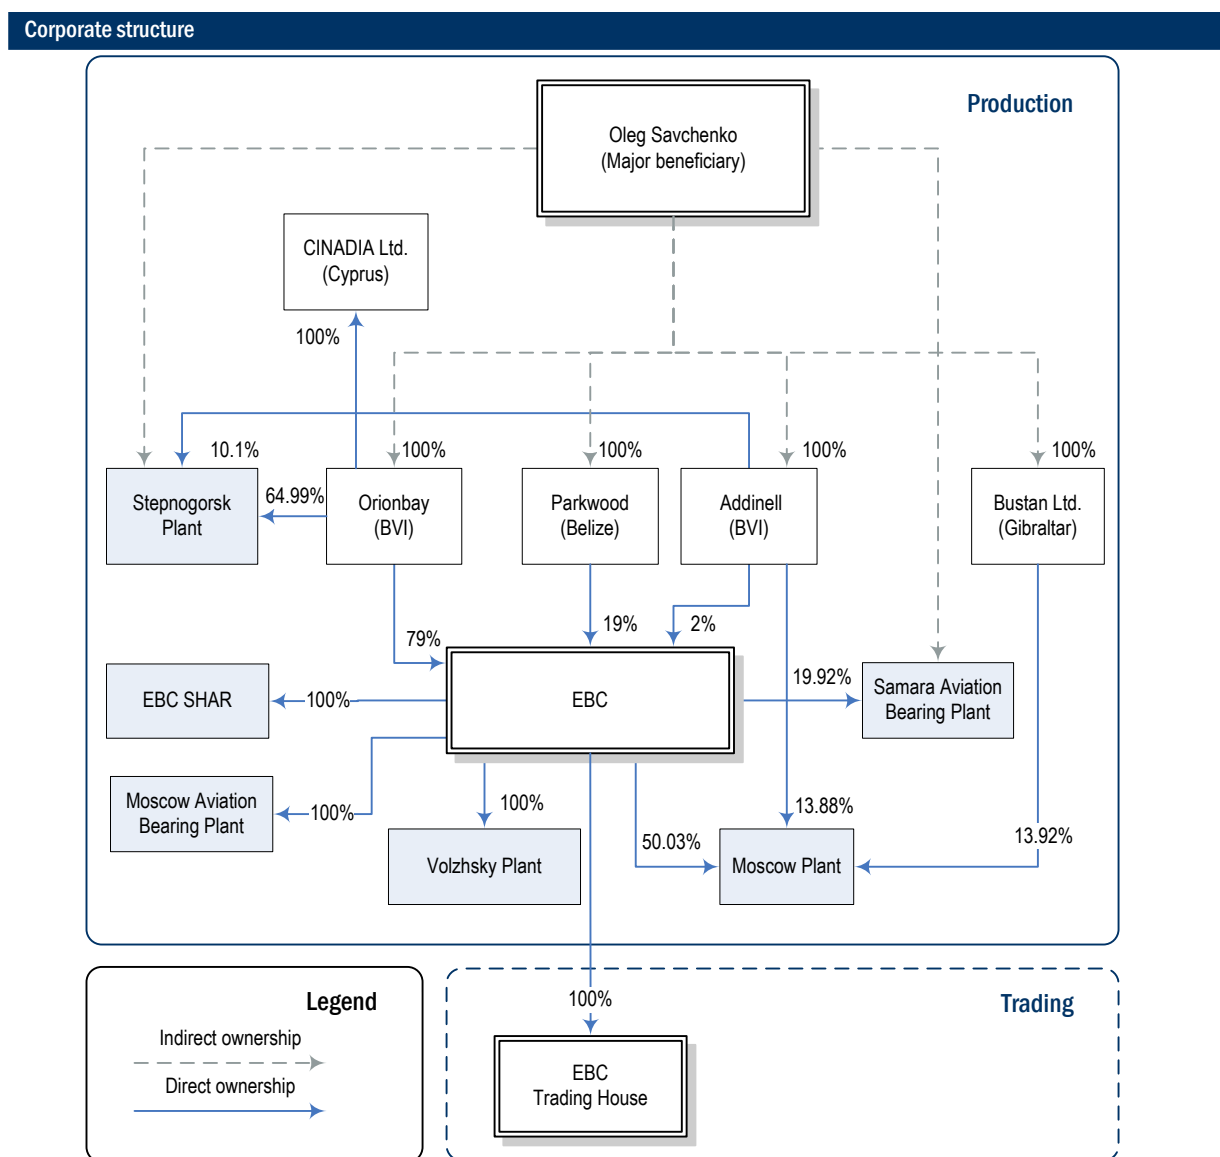 Corporate structure
Production
Oleg Savchenko
(Major beneficiary)
CINADIA Ltd.
(Cyprus)
100%
10.1%
100%
100%
100%
100%
Stepnogorsk
Plant
64.99%
Orionbay
(BVI)
Parkwood
(Belize)
Addinell
(BVI)
Bustan Ltd.
(Gibraltar)
79%
19%
2%
EBC SHAR
100%
EBC
19.92%
Samara Aviation
Bearing Plant
Moscow Aviation
Bearing Plant
100%
100%
13.88%
50.03%
13.92%
Volzhsky Plant
Moscow Plant
Legend
Indirect ownership
Direct ownership
100%
Trading
EBC
Trading House